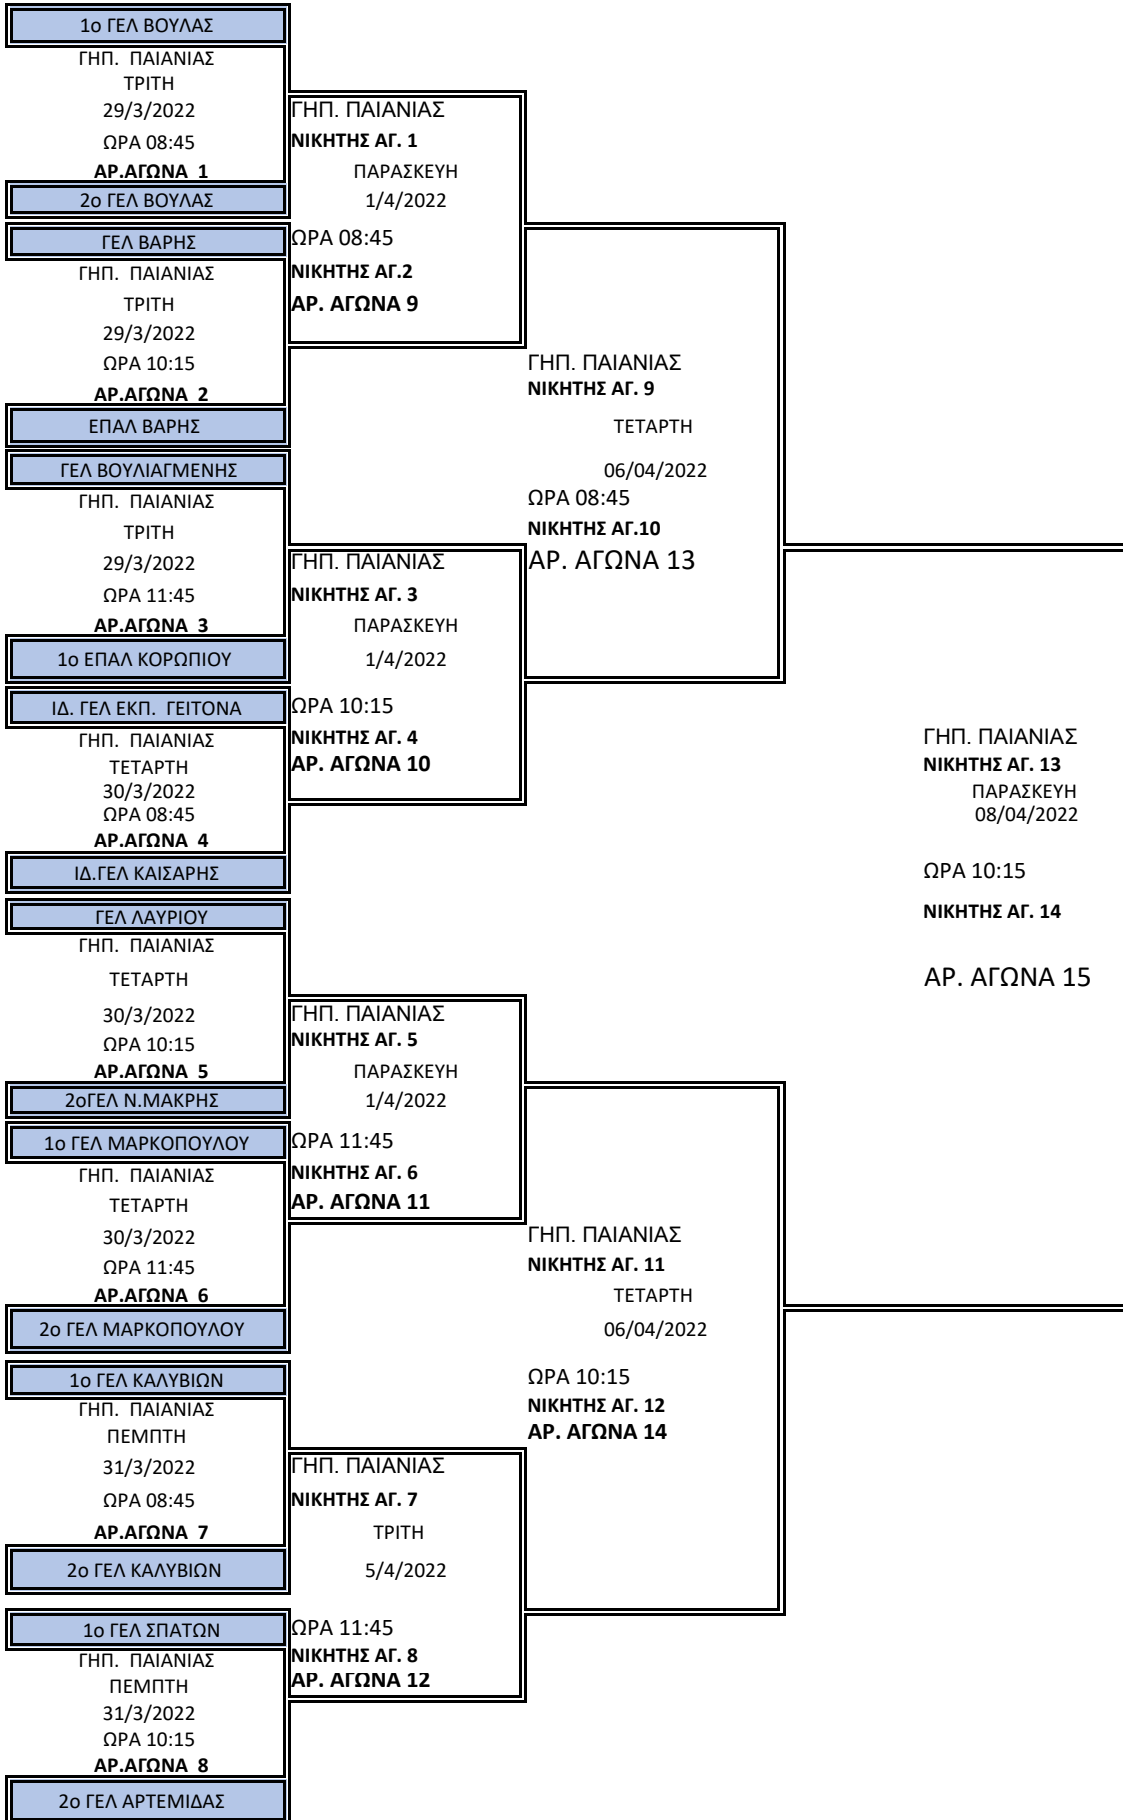 1ο ΓΕΛ ΒΟΥΛΑΣ
ΓΗΠ. ΠΑΙΑΝΙΑΣ
ΤΡΙΤΗ
29/3/2022
ΩΡΑ 08:45
ΑΡ.ΑΓΩΝΑ 1
2ο ΓΕΛ ΒΟΥΛΑΣ
ΓΕΛ ΒΑΡΗΣ
ΓΗΠ. ΠΑΙΑΝΙΑΣ
ΤΡΙΤΗ
29/3/2022
ΩΡΑ 10:15
ΑΡ.ΑΓΩΝΑ 2
ΕΠΑΛ ΒΑΡΗΣ
ΓΕΛ ΒΟΥΛΙΑΓΜΕΝΗΣ
ΓΗΠ. ΠΑΙΑΝΙΑΣ
ΤΡΙΤΗ
29/3/2022
ΩΡΑ 11:45
ΑΡ.ΑΓΩΝΑ 3
1ο ΕΠΑΛ ΚΟΡΩΠΙΟΥ
ΙΔ. ΓΕΛ ΕΚΠ. ΓΕΙΤΟΝΑ
ΓΗΠ. ΠΑΙΑΝΙΑΣ
ΤΕΤΑΡΤΗ
30/3/2022
ΩΡΑ 08:45
ΑΡ.ΑΓΩΝΑ 4
ΙΔ.ΓΕΛ ΚΑΙΣΑΡΗΣ
ΓΕΛ ΛΑΥΡΙΟΥ
ΓΗΠ. ΠΑΙΑΝΙΑΣ
ΤΕΤΑΡΤΗ
30/3/2022
ΩΡΑ 10:15
ΑΡ.ΑΓΩΝΑ 5
2οΓΕΛ Ν.ΜΑΚΡΗΣ
1ο ΓΕΛ ΜΑΡΚΟΠΟΥΛΟΥ
ΓΗΠ. ΠΑΙΑΝΙΑΣ
ΤΕΤΑΡΤΗ
30/3/2022
ΩΡΑ 11:45
ΑΡ.ΑΓΩΝΑ 6
2ο ΓΕΛ ΜΑΡΚΟΠΟΥΛΟΥ
1ο ΓΕΛ ΚΑΛΥΒΙΩΝ
ΓΗΠ. ΠΑΙΑΝΙΑΣ
ΠΕΜΠΤΗ
31/3/2022
ΩΡΑ 08:45
ΑΡ.ΑΓΩΝΑ 7
2ο ΓΕΛ ΚΑΛΥΒΙΩΝ
1ο ΓΕΛ ΣΠΑΤΩΝ
ΓΗΠ. ΠΑΙΑΝΙΑΣ
ΠΕΜΠΤΗ
31/3/2022
ΩΡΑ 10:15
ΑΡ.ΑΓΩΝΑ 8
2ο ΓΕΛ ΑΡΤΕΜΙΔΑΣ
ΓΗΠ. ΠΑΙΑΝΙΑΣ
ΝΙΚΗΤΗΣ ΑΓ. 1
ΠΑΡΑΣΚΕΥΗ
1/4/2022
ΩΡΑ 08:45
ΝΙΚΗΤΗΣ ΑΓ.2
ΑΡ. ΑΓΩΝΑ 9
ΓΗΠ. ΠΑΙΑΝΙΑΣ
ΝΙΚΗΤΗΣ ΑΓ. 3
ΠΑΡΑΣΚΕΥΗ
1/4/2022
ΩΡΑ 10:15
ΝΙΚΗΤΗΣ ΑΓ. 4
ΑΡ. ΑΓΩΝΑ 10
ΓΗΠ. ΠΑΙΑΝΙΑΣ
ΝΙΚΗΤΗΣ ΑΓ. 5
ΠΑΡΑΣΚΕΥΗ
1/4/2022
ΩΡΑ 11:45
ΝΙΚΗΤΗΣ ΑΓ. 6
ΑΡ. ΑΓΩΝΑ 11
ΓΗΠ. ΠΑΙΑΝΙΑΣ
ΝΙΚΗΤΗΣ ΑΓ. 7
ΤΡΙΤΗ
5/4/2022
ΩΡΑ 11:45
ΝΙΚΗΤΗΣ ΑΓ. 8
ΑΡ. ΑΓΩΝΑ 12
ΓΗΠ. ΠΑΙΑΝΙΑΣ
ΝΙΚΗΤΗΣ ΑΓ. 9
ΤΕΤΑΡΤΗ
06/04/2022
ΩΡΑ 08:45
ΝΙΚΗΤΗΣ ΑΓ.10
ΑΡ. ΑΓΩΝΑ 13
ΓΗΠ. ΠΑΙΑΝΙΑΣ
ΝΙΚΗΤΗΣ ΑΓ. 11
ΤΕΤΑΡΤΗ
06/04/2022
ΩΡΑ 10:15
ΝΙΚΗΤΗΣ ΑΓ. 12
ΑΡ. ΑΓΩΝΑ 14
ΓΗΠ. ΠΑΙΑΝΙΑΣ
ΝΙΚΗΤΗΣ ΑΓ. 13
ΠΑΡΑΣΚΕΥΗ
08/04/2022
ΩΡΑ 10:15
ΝΙΚΗΤΗΣ ΑΓ. 14
ΑΡ. ΑΓΩΝΑ 15